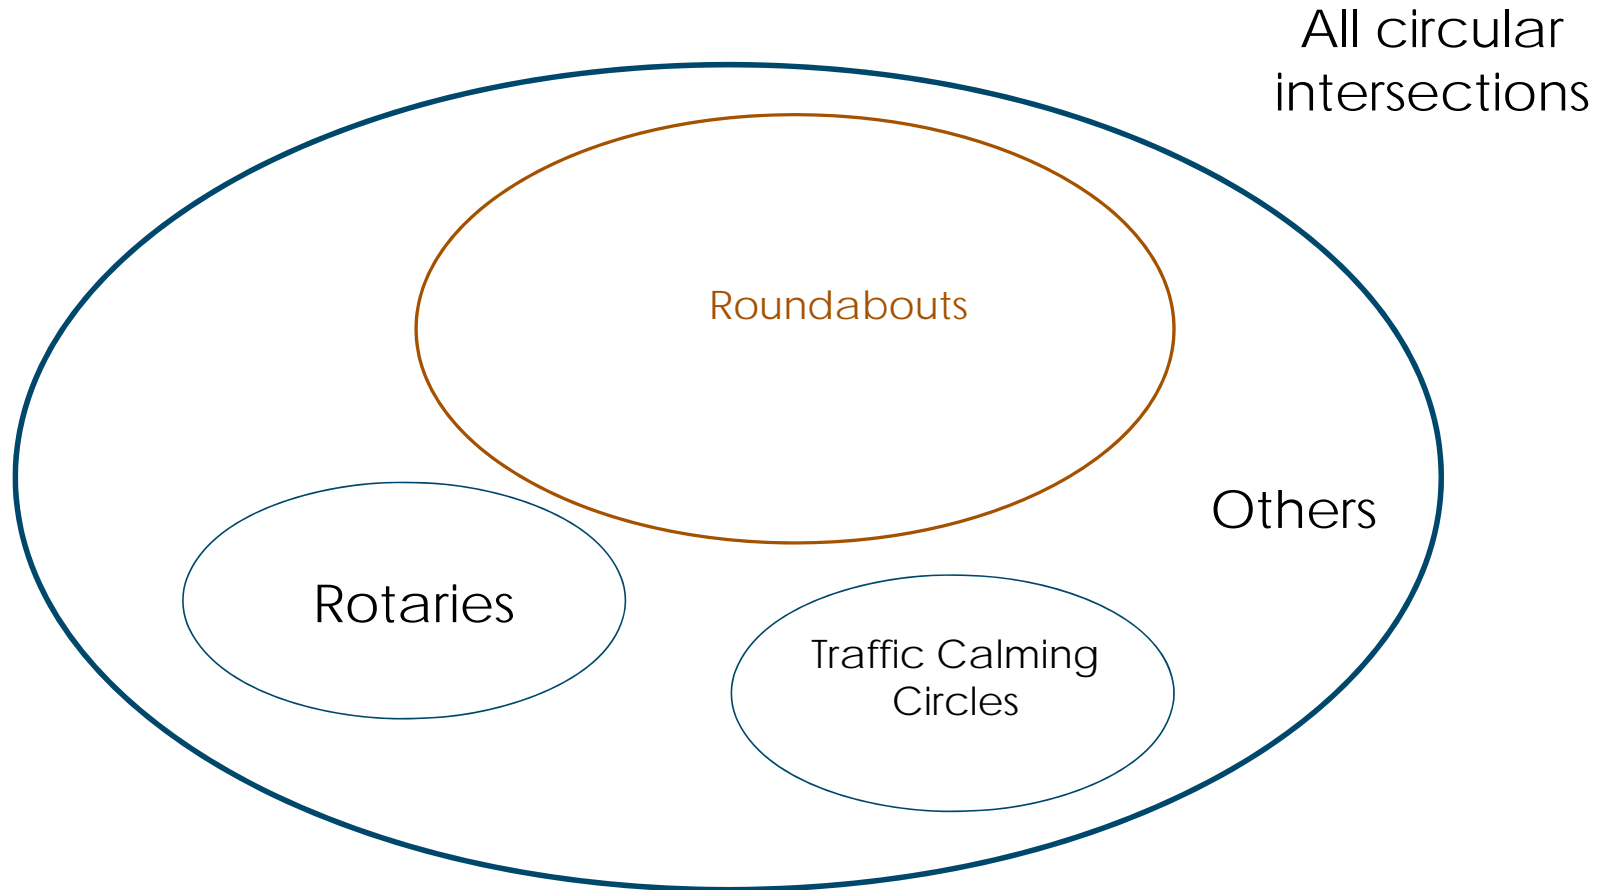 All circular
intersections
Roundabouts
Others
Rotaries
Traffic Calming
Circles